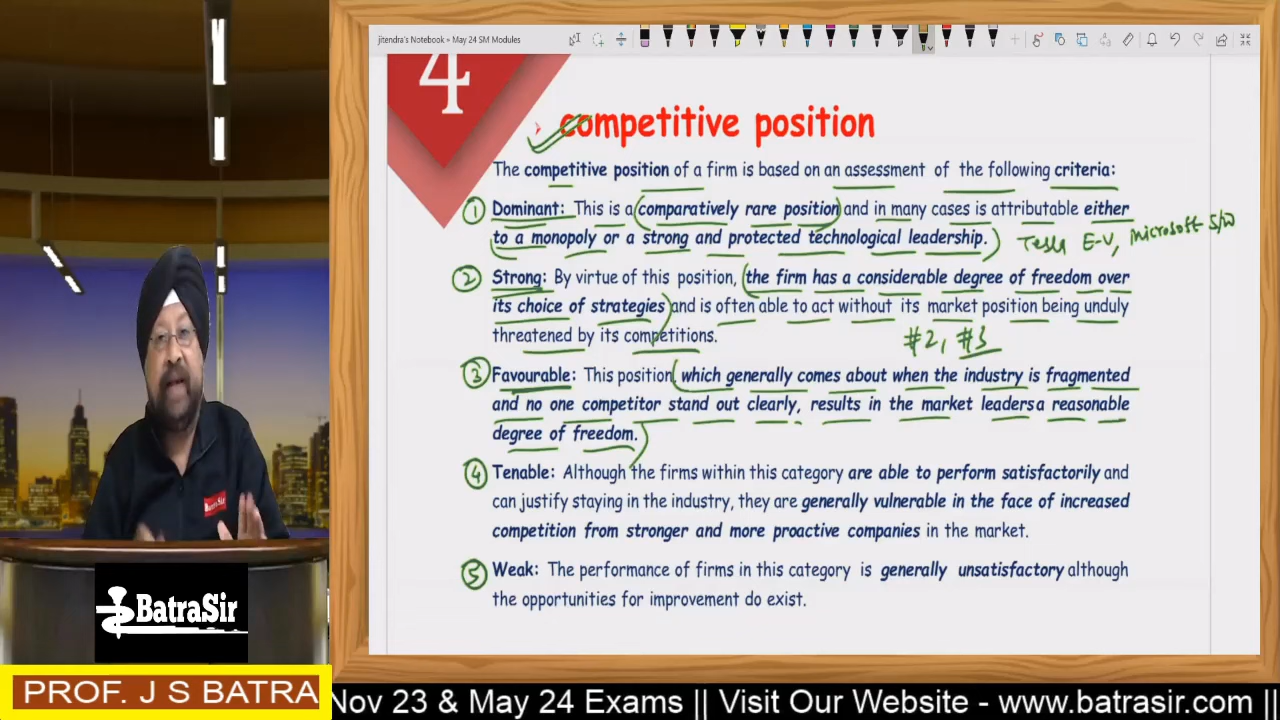 jitendra's Notebook » May 24 SM Modules
4
competitive position
The competitive position of a firm is based on an assessment of the following criteria:
1 Dominant: This is a (comparatively rare position) and in many cases is attributable either
to a monopoly or a strong and protected technological leadership.) Tesla E-V, Microsoft S/W
2 Strong: By virtue of this position, (the firm has a considerable degree of freedom over
its choice of strategies) and is often able to act without its market position being unduly
threatened by its competitions.
#2, #3
3 Favourable: This position (which generally comes about when the industry is fragmented
and no one competitor stand out clearly, results in the market leaders a reasonable
degree of freedom.)
4 Tenable: Although the firms within this category are able to perform satisfactorily and
can justify staying in the industry, they are generally vulnerable in the face of increased
competition from stronger and more proactive companies in the market.
5 Weak: The performance of firms in this category is generally unsatisfactory although
the opportunities for improvement do exist.
BatraSir
BatraSir
PROF. J S BATRA
Nov 23 & May 24 Exams || Visit Our Website - www.batrasir.com ||